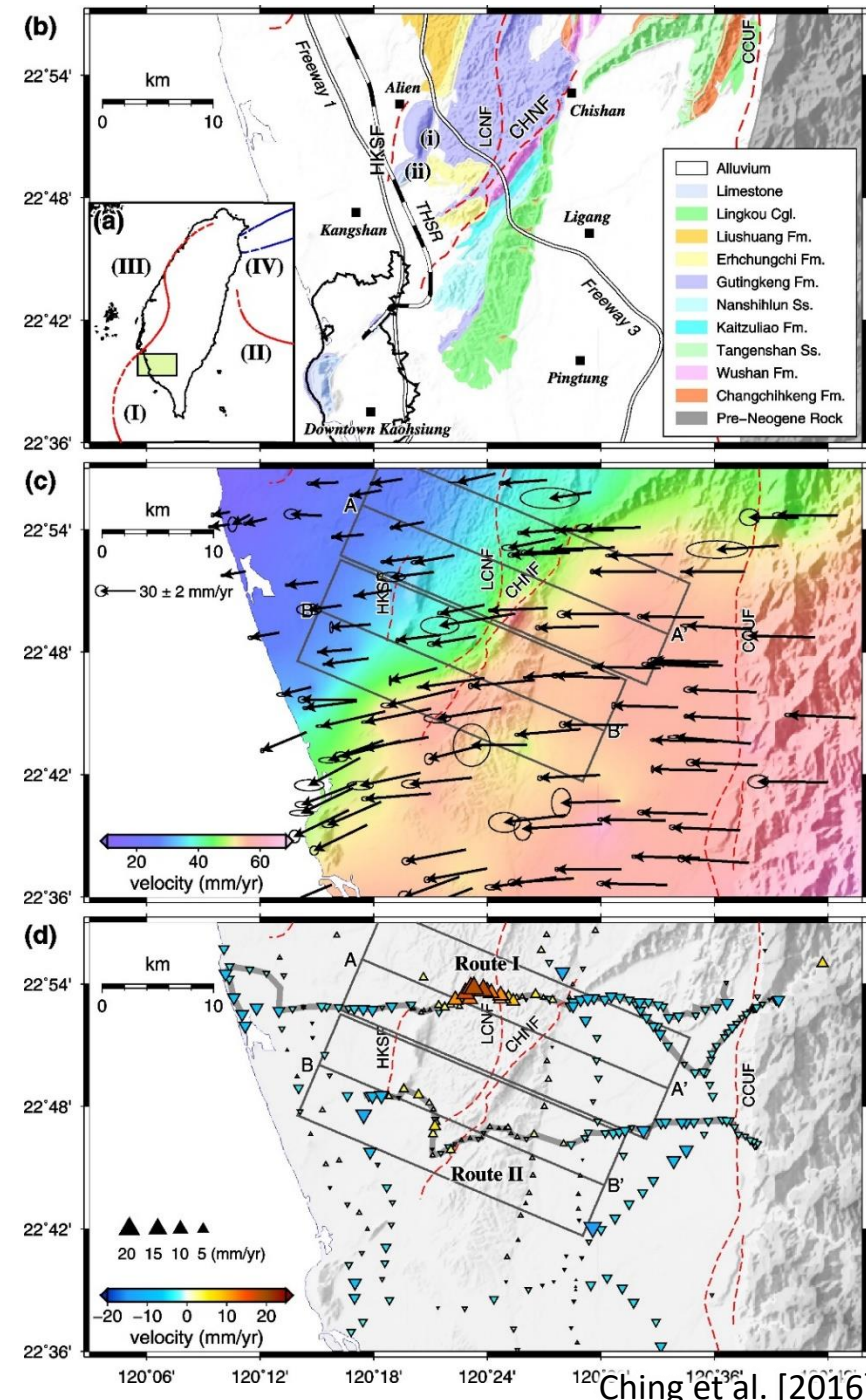 (b)
km
0 10
22°54'
22°48'
22°42'
22°36'
Freeway 1
Alien
HKSF
(i)
(ii)
LCNF
CHNF
Chishan
CCUF
THSR
Kangshan
Ligang
Freeway 3
Pingtung
Downtown Kaohsiung
(a)
(III)
(IV)
(II)
(I)
Alluvium
Limestone
Lingkou Cgl.
Liushuang Fm.
Erhchungchi Fm.
Gutingkeng Fm.
Nanshihlun Ss.
Kaitzuliao Fm.
Tangenshan Ss.
Wushan Fm.
Changchihkeng Fm.
Pre-Neogene Rock
(c)
km
0 10
30 ± 2 mm/yr
22°54'
22°48'
22°42'
22°36'
A
B
HKSF
LCNF
CHNF
CCUF
A'
B'
20 40 60
velocity (mm/yr)
(d)
km
0 10
22°54'
22°48'
22°42'
22°36'
A
Route I
LCNF
CHNF
HKSF
B
A'
CCUF
Route II
B'
20 15 10 5 (mm/yr)
-20 -10 0 10 20
velocity (mm/yr)
120°06' 120°12' 120°18' 120°24' 120°30' 120°36'
Ching et al. [2016]